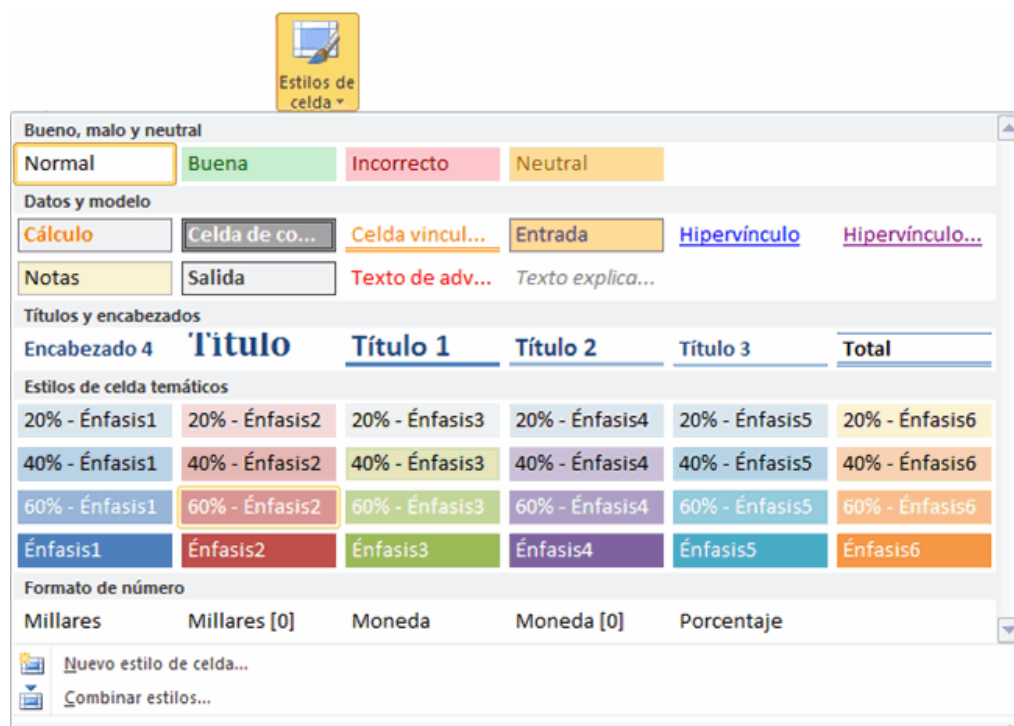 Estilos de
celda
Bueno, malo y neutral
Normal Buena Incorrecto Neutral
Datos y modelo
Cálculo Celda de co... Celda vincul... Entrada Hipervínculo Hipervínculo...
Notas Salida Texto de adv... Texto explica...
Títulos y encabezados
Encabezado 4 Título Título 1 Título 2 Título 3 Total
Estilos de celda temáticos
20% - Énfasis1 20% - Énfasis2 20% - Énfasis3 20% - Énfasis4 20% - Énfasis5 20% - Énfasis6
40% - Énfasis1 40% - Énfasis2 40% - Énfasis3 40% - Énfasis4 40% - Énfasis5 40% - Énfasis6
60% - Énfasis1 60% - Énfasis2 60% - Énfasis3 60% - Énfasis4 60% - Énfasis5 60% - Énfasis6
Énfasis1 Énfasis2 Énfasis3 Énfasis4 Énfasis5 Énfasis6
Formato de número
Millares Millares [0] Moneda Moneda [0] Porcentaje
Nuevo estilo de celda...
Combinar estilos...